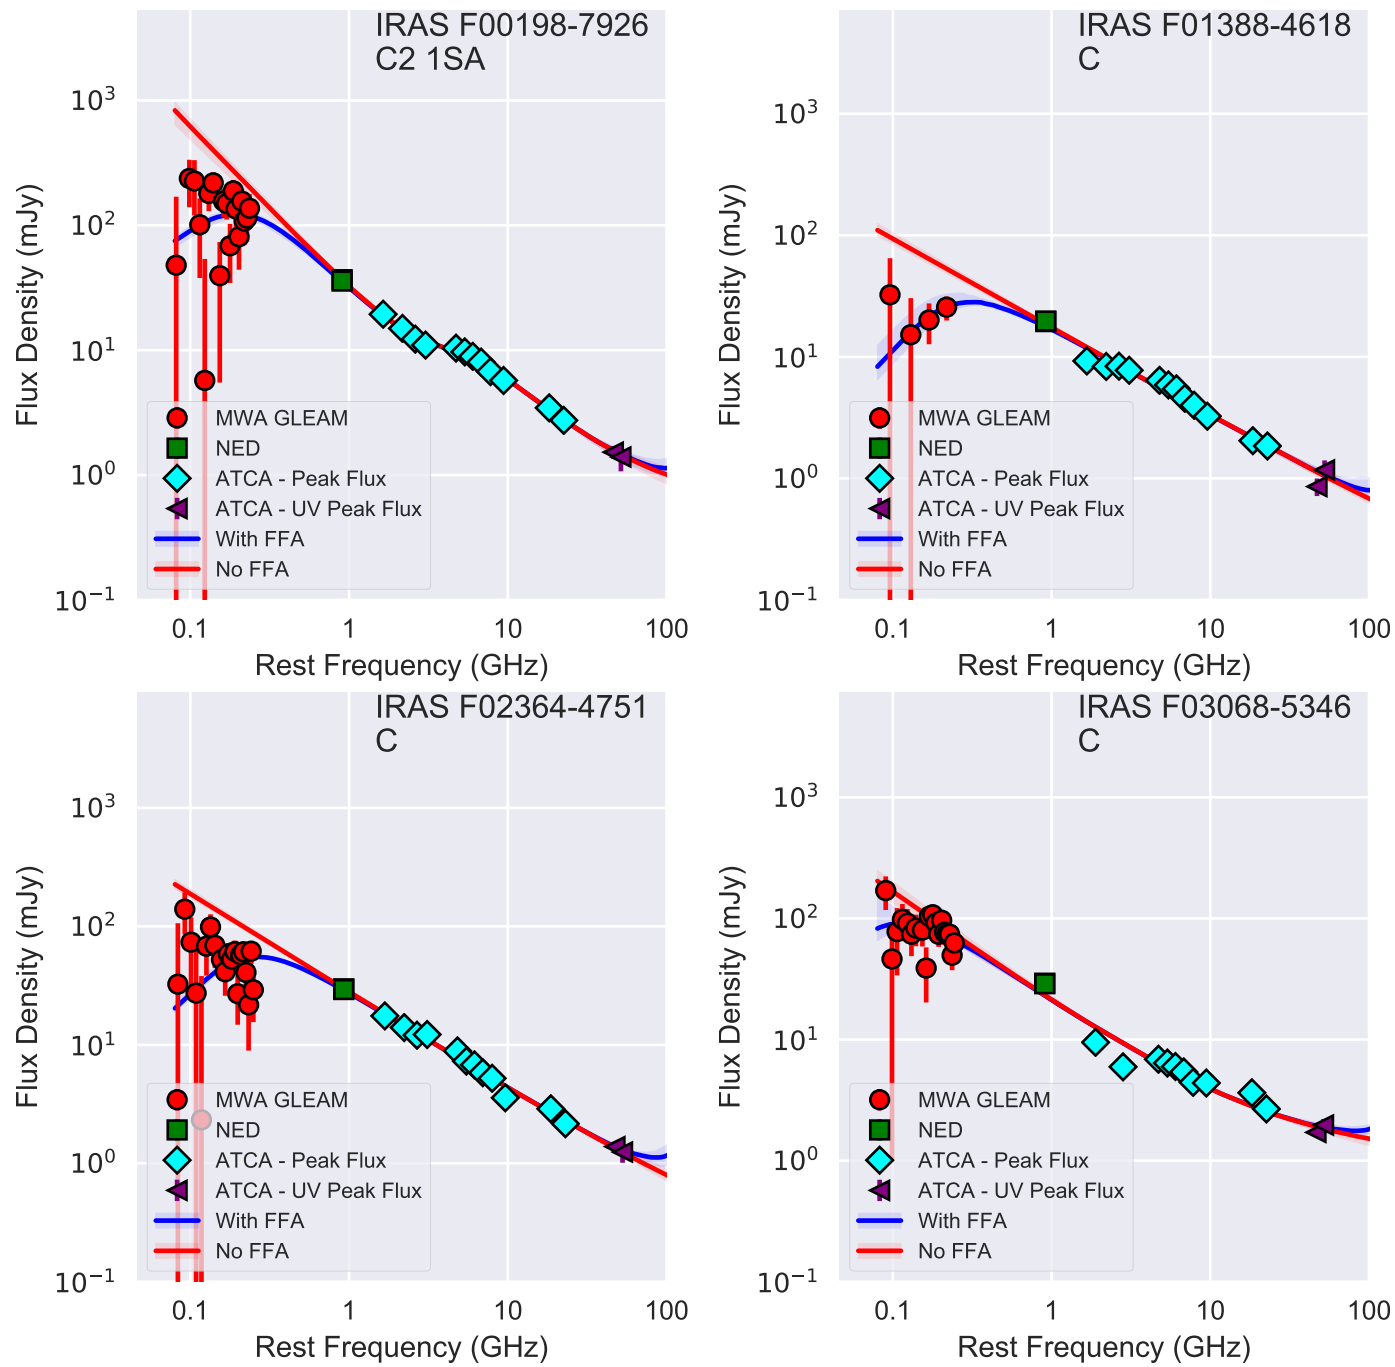 IRAS F00198-7926
C2 1SA
10³
10²
10¹
10⁰
10⁻¹
Flux Density (mJy)
MWA GLEAM
NED
ATCA - Peak Flux
ATCA - UV Peak Flux
With FFA
No FFA
0.1 1 10 100
Rest Frequency (GHz)
IRAS F01388-4618
C
10³
10²
10¹
10⁰
10⁻¹
Flux Density (mJy)
MWA GLEAM
NED
ATCA - Peak Flux
ATCA - UV Peak Flux
With FFA
No FFA
0.1 1 10 100
Rest Frequency (GHz)
IRAS F02364-4751
C
10³
10²
10¹
10⁰
10⁻¹
Flux Density (mJy)
MWA GLEAM
NED
ATCA - Peak Flux
ATCA - UV Peak Flux
With FFA
No FFA
0.1 1 10 100
Rest Frequency (GHz)
IRAS F03068-5346
C
10³
10²
10¹
10⁰
10⁻¹
Flux Density (mJy)
MWA GLEAM
NED
ATCA - Peak Flux
ATCA - UV Peak Flux
With FFA
No FFA
0.1 1 10 100
Rest Frequency (GHz)